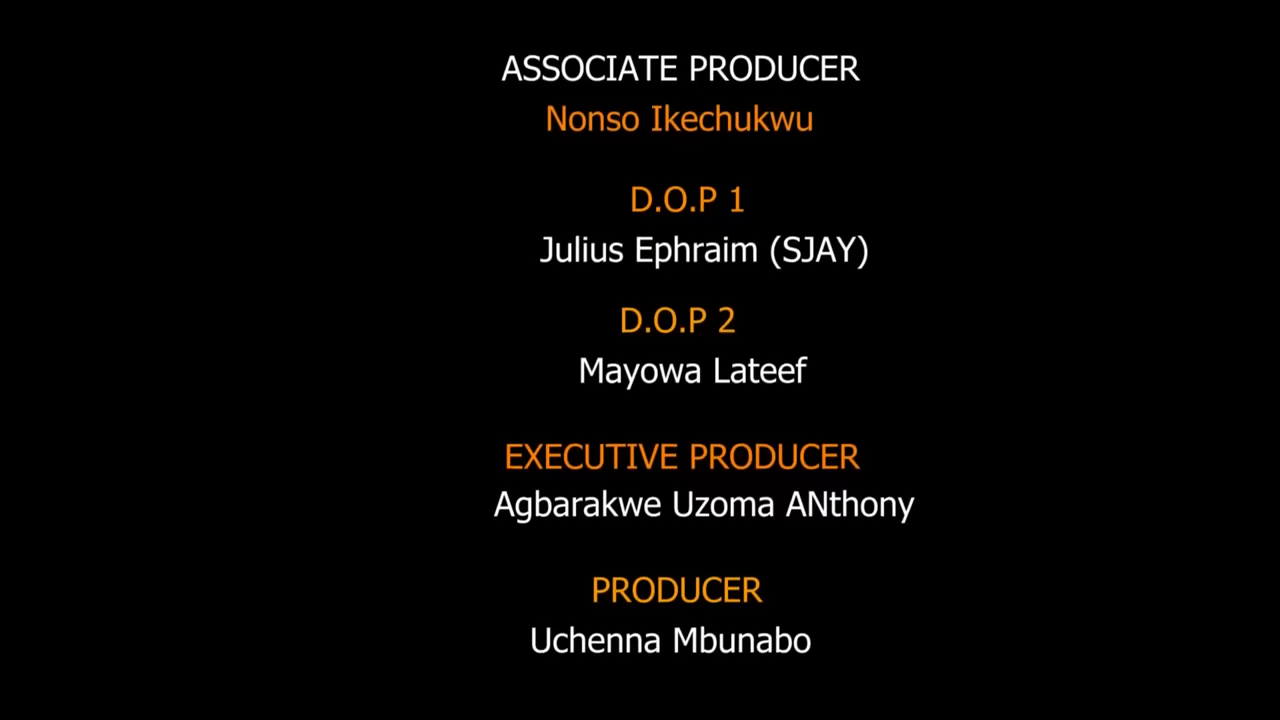 ASSOCIATE PRODUCER
Nonso Ikechukwu
D.O.P 1
Julius Ephraim (SJAY)
D.O.P 2
Mayowa Lateef
EXECUTIVE PRODUCER
Agbarakwe Uzoma ANthony
PRODUCER
Uchenna Mbunabo